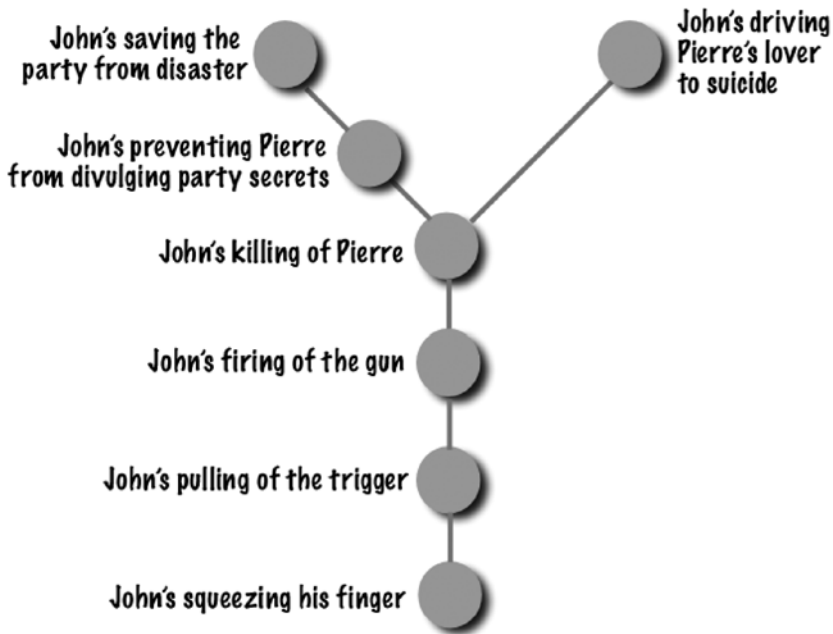 John's saving the
party from disaster
John's driving
Pierre's lover
to suicide
John's preventing Pierre
from divulging party secrets
John's killing of Pierre
John's firing of the gun
John's pulling of the trigger
John's squeezing his finger